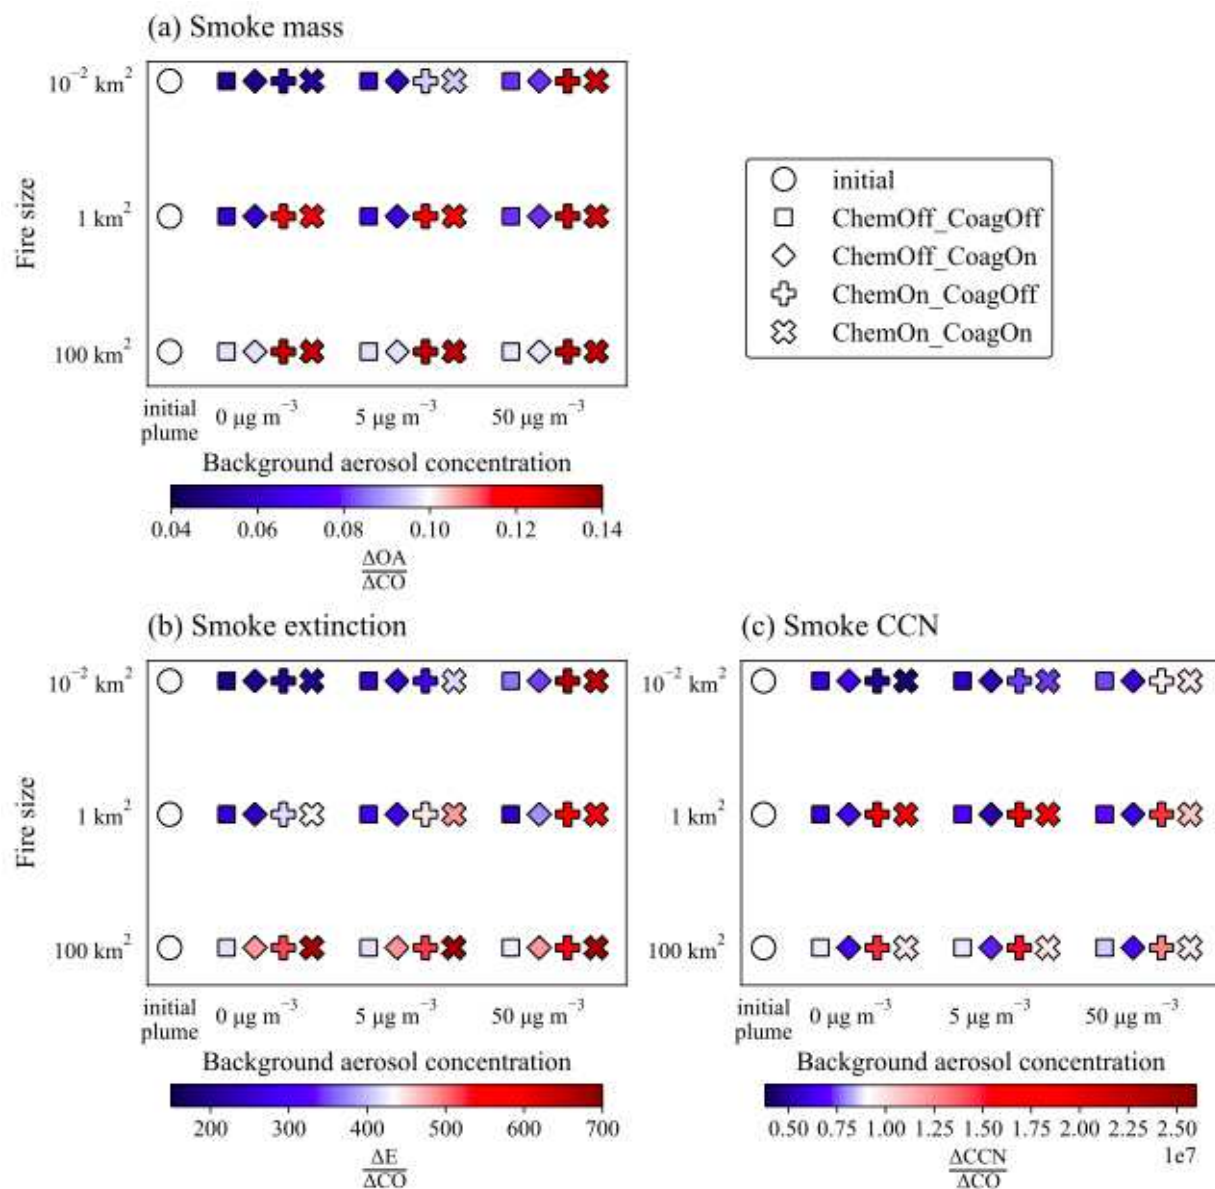 (a) Smoke mass
10⁻² km²
1 km²
100 km²
Fire size
initial plume
0 µg m⁻³
5 µg m⁻³
50 µg m⁻³
Background aerosol concentration
0.04 0.06 0.08 0.10 0.12 0.14
ΔOA
ΔCO
initial
ChemOff_CoagOff
ChemOff_CoagOn
ChemOn_CoagOff
ChemOn_CoagOn
(b) Smoke extinction
10⁻² km²
1 km²
100 km²
Fire size
initial plume
0 µg m⁻³
5 µg m⁻³
50 µg m⁻³
Background aerosol concentration
200 300 400 500 600 700
ΔE
ΔCO
(c) Smoke CCN
10⁻² km²
1 km²
100 km²
initial plume
0 µg m⁻³
5 µg m⁻³
50 µg m⁻³
Background aerosol concentration
0.50 0.75 1.00 1.25 1.50 1.75 2.00 2.25 2.50
1e7
ΔCCN
ΔCO